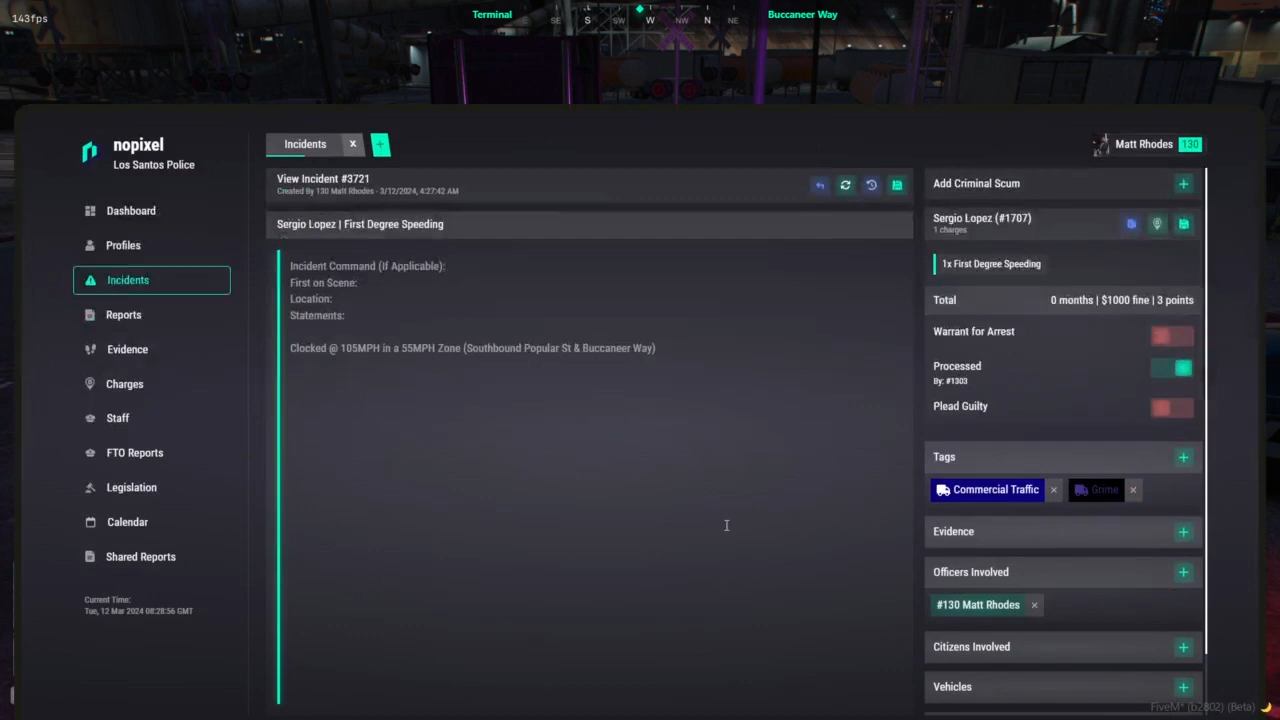 143fps
Terminal
E SE S SW W NW N NE
Buccaneer Way
nopixel
Los Santos Police
Dashboard
Profiles
Incidents
Reports
Evidence
Charges
Staff
FTO Reports
Legislation
Calendar
Shared Reports
Current Time:
Tue, 12 Mar 2024 08:28:56 GMT
Incidents x +
Matt Rhodes 130
View Incident #3721
Created By 130 Matt Rhodes - 3/12/2024, 4:27:42 AM
Sergio Lopez | First Degree Speeding
Incident Command (If Applicable):
First on Scene:
Location:
Statements:
Clocked @ 105MPH in a 55MPH Zone (Southbound Popular St & Buccaneer Way)
Add Criminal Scum +
Sergio Lopez (#1707)
1 charges
1x First Degree Speeding
Total 0 months | $1000 fine | 3 points
Warrant for Arrest
Processed
By: #1303
Plead Guilty
Tags +
Commercial Traffic x Grime x
Evidence +
Officers Involved +
#130 Matt Rhodes x
Citizens Involved +
Vehicles +
FiveM* (b2802) (Beta)